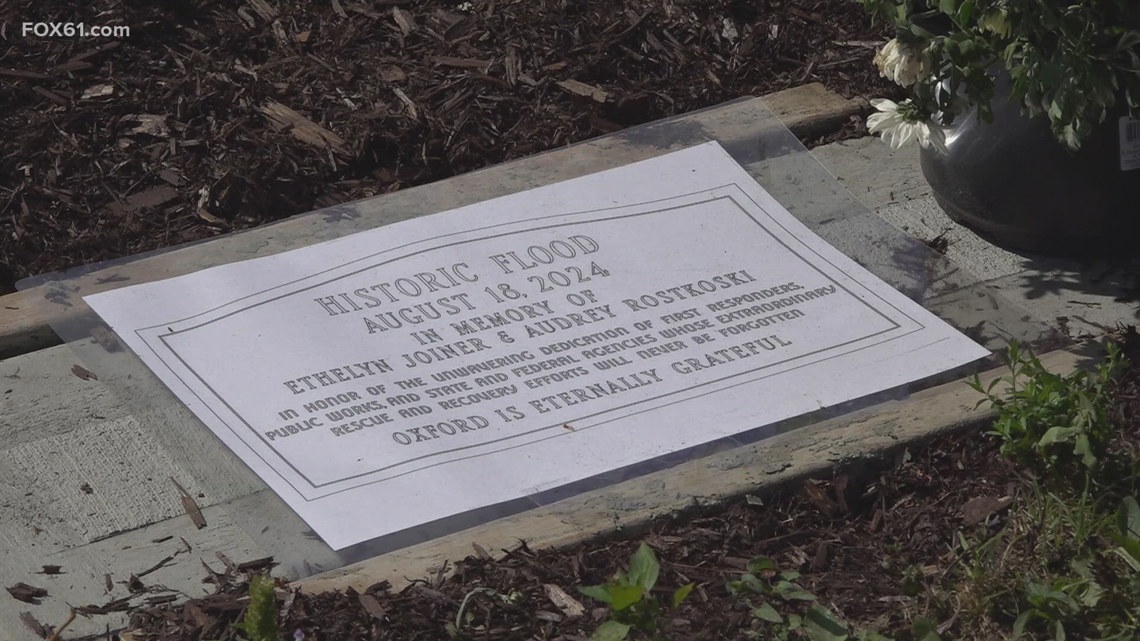 FOX61.com
HISTORIC FLOOD
AUGUST 18, 2024
IN MEMORY OF
ETHELYN JOINER & AUDREY ROSTKOSKI
IN HONOR OF THE UNWAVERING DEDICATION OF FIRST RESPONDERS,
PUBLIC WORKS, AND STATE AND FEDERAL AGENCIES WHOSE EXTRAORDINARY
RESCUE AND RECOVERY EFFORTS WILL NEVER BE FORGOTTEN
OXFORD IS ETERNALLY GRATEFUL